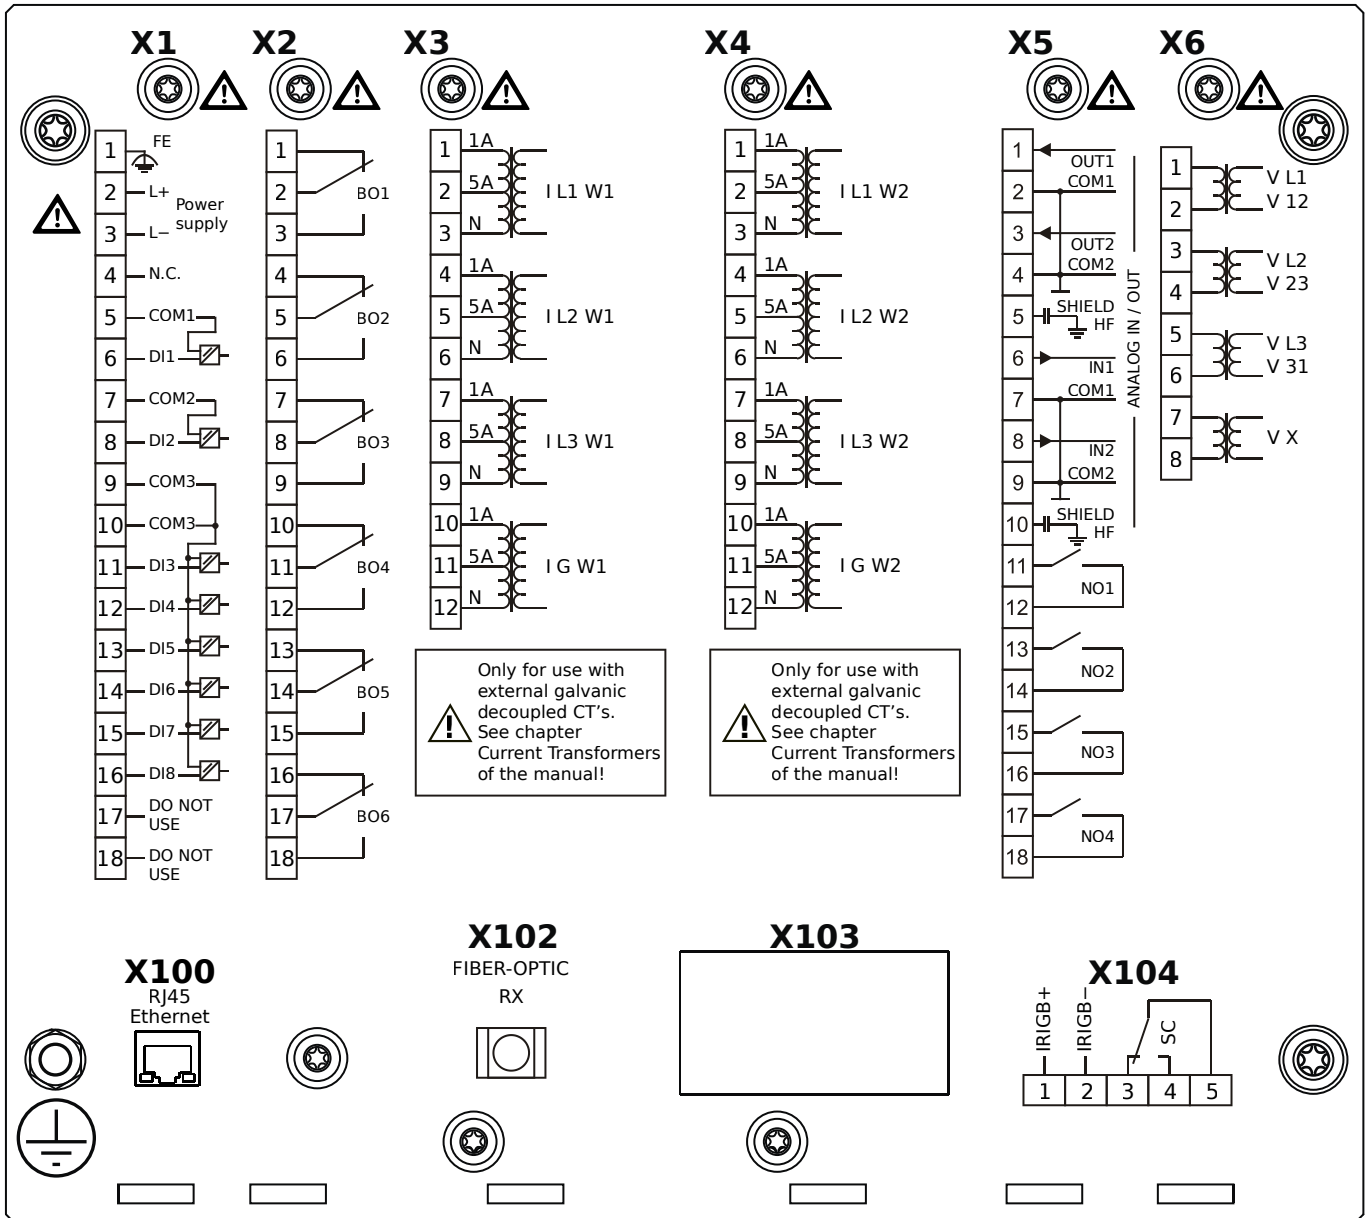 X1
X2
X3
X4
X5
X6
1
FE
2
L+
Power
supply
3
L−
4
N.C.
5
COM1
6
DI1
7
COM2
8
DI2
9
COM3
10
COM3
11
DI3
12
DI4
13
DI5
14
DI6
15
DI7
16
DI8
17
DO NOT
USE
18
DO NOT
USE
1
2
BO1
3
4
5
BO2
6
7
8
BO3
9
10
11
BO4
12
13
14
BO5
15
16
17
BO6
18
1
1A
2
5A
I L1 W1
3
N
4
1A
5
5A
I L2 W1
6
N
7
1A
8
5A
I L3 W1
9
N
10
1A
11
5A
I G W1
12
N
Only for use with
external galvanic
decoupled CT's.
See chapter
Current Transformers
of the manual!
1
1A
2
5A
I L1 W2
3
N
4
1A
5
5A
I L2 W2
6
N
7
1A
8
5A
I L3 W2
9
N
10
1A
11
5A
I G W2
12
N
Only for use with
external galvanic
decoupled CT's.
See chapter
Current Transformers
of the manual!
1
OUT1
2
COM1
3
OUT2
4
COM2
5
SHIELD
HF
6
IN1
7
COM1
8
IN2
9
COM2
10
SHIELD
HF
ANALOG IN / OUT
11
NO1
12
13
NO2
14
15
NO3
16
17
NO4
18
1
V L1
2
V 12
3
V L2
4
V 23
5
V L3
6
V 31
7
V X
8
X100
RJ45
Ethernet
X102
FIBER-OPTIC
RX
X103
X104
IRIGB+
IRIGB−
SC
1 2 3 4 5